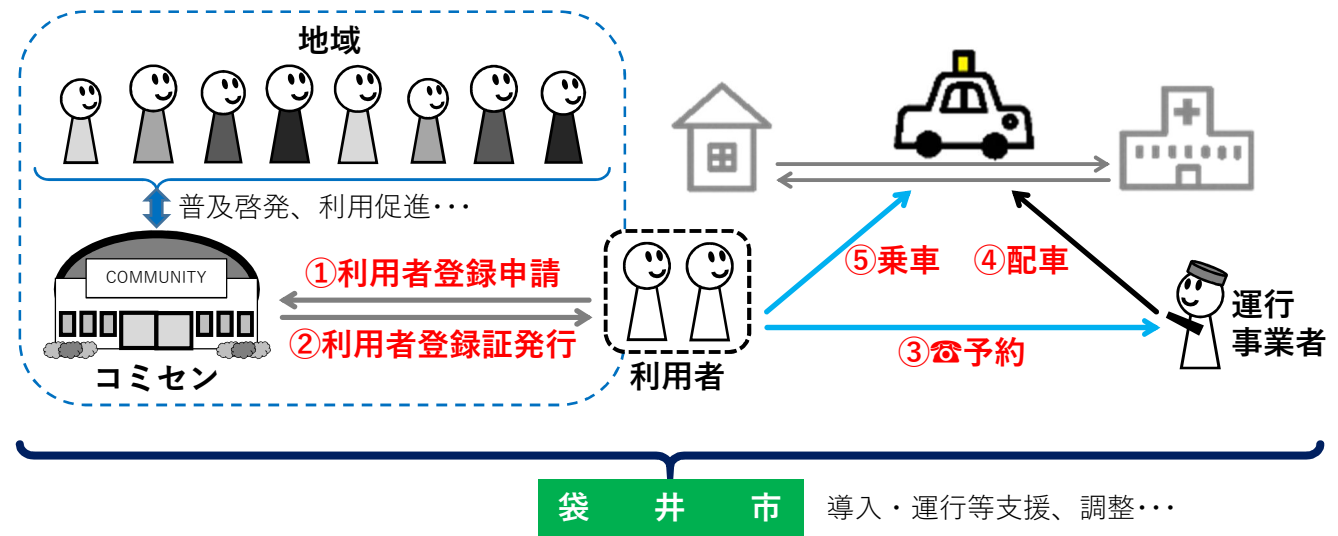 地域
普及啓発、利用促進･･･
COMMUNITY
コミセン
①利用者登録申請
②利用者登録証発行
利用者
⑤乗車
④配車
③☎予約
運行
事業者
袋井市
導入・運行等支援、調整･･･